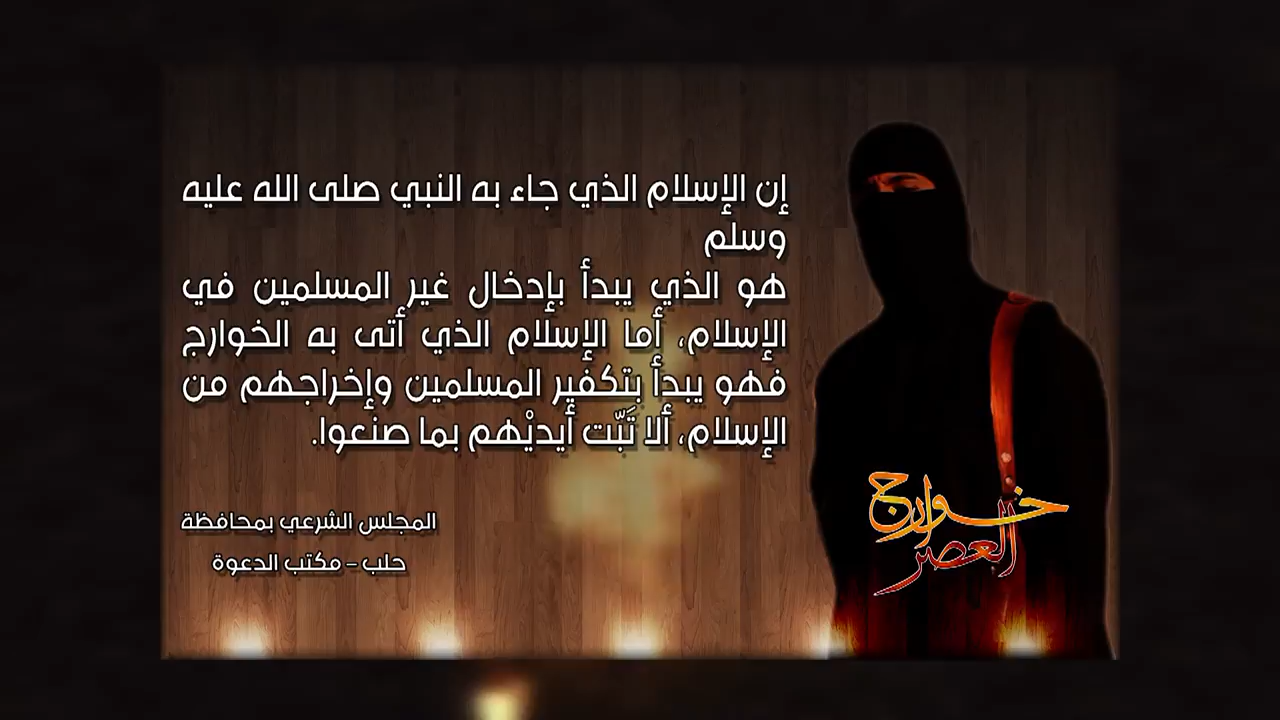 إن الإسلام الذي جاء به النبي صلى الله عليه
وسلم
هو الذي يبدأ بإدخال غير المسلمين في
الإسلام، أما الإسلام الذي أتى به الخوارج
فهو يبدأ بتكفير المسلمين وإخراجهم من
الإسلام، ألا تَبّت أيديْهم بما صنعوا.
المجلس الشرعي بمحافظة
حلب – مكتب الدعوة
خوارج
العصر